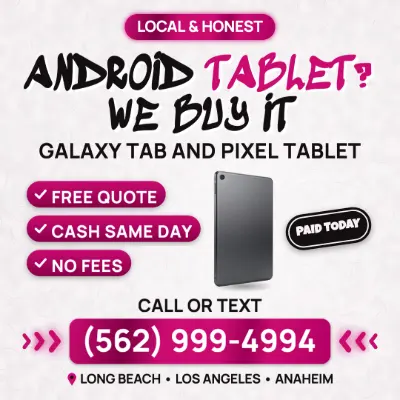 LOCAL & HONEST
ANDROID TABLET?
WE BUY IT
GALAXY TAB AND PIXEL TABLET
FREE QUOTE
CASH SAME DAY
NO FEES
PAID TODAY
CALL OR TEXT
(562) 999-4994
LONG BEACH • LOS ANGELES • ANAHEIM